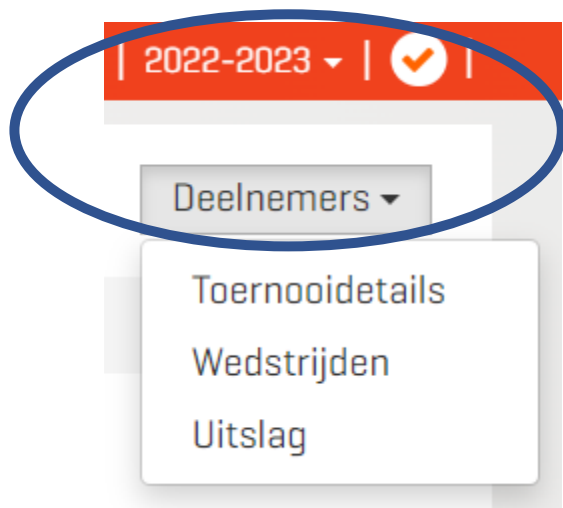 | 2022-2023 | |
Deelnemers
Toernooidetails
Wedstrijden
Uitslag